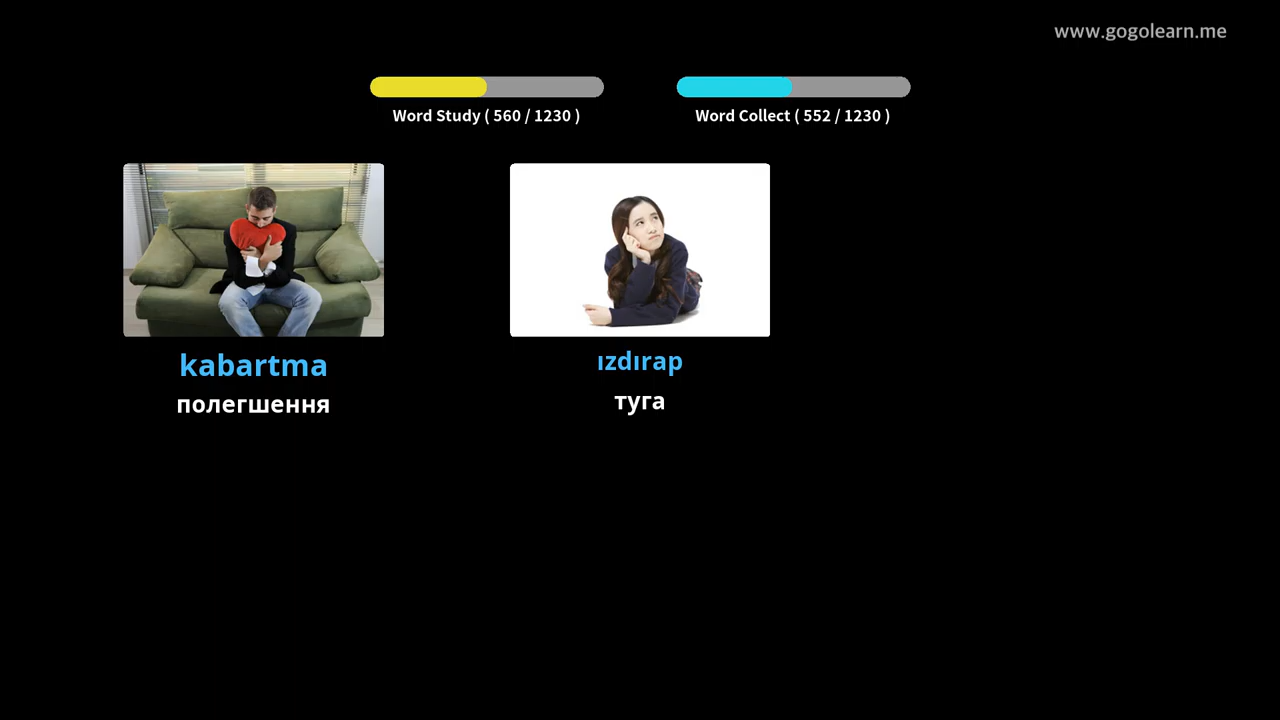 www.gogolearn.me
Word Study ( 560 / 1230 )
Word Collect ( 552 / 1230 )
kabartma
полегшення
ızdırap
туга